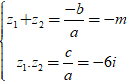 z₁ + z₂ = −b/a = −m
z₁.z₂ = c/a = −6i